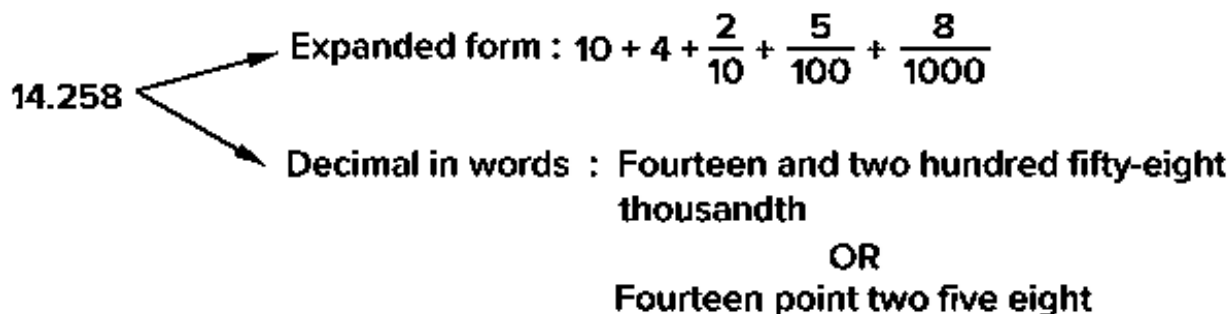 Expanded form : 10 + 4 + 2/10 + 5/100 + 8/1000
14.258
Decimal in words : Fourteen and two hundred fifty-eight
thousandth
OR
Fourteen point two five eight